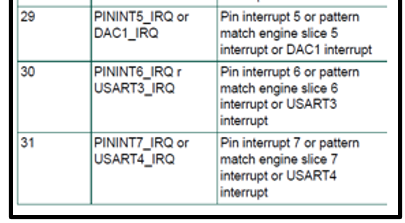 29 PININT5_IRQ or Pin interrupt 5 or pattern
DAC1_IRQ match engine slice 5
interrupt or DAC1 interrupt
30 PININT6_IRQ r Pin interrupt 6 or pattern
USART3_IRQ match engine slice 6
interrupt or USART3
interrupt
31 PININT7_IRQ or Pin interrupt 7 or pattern
USART4_IRQ match engine slice 7
interrupt or USART4
interrupt